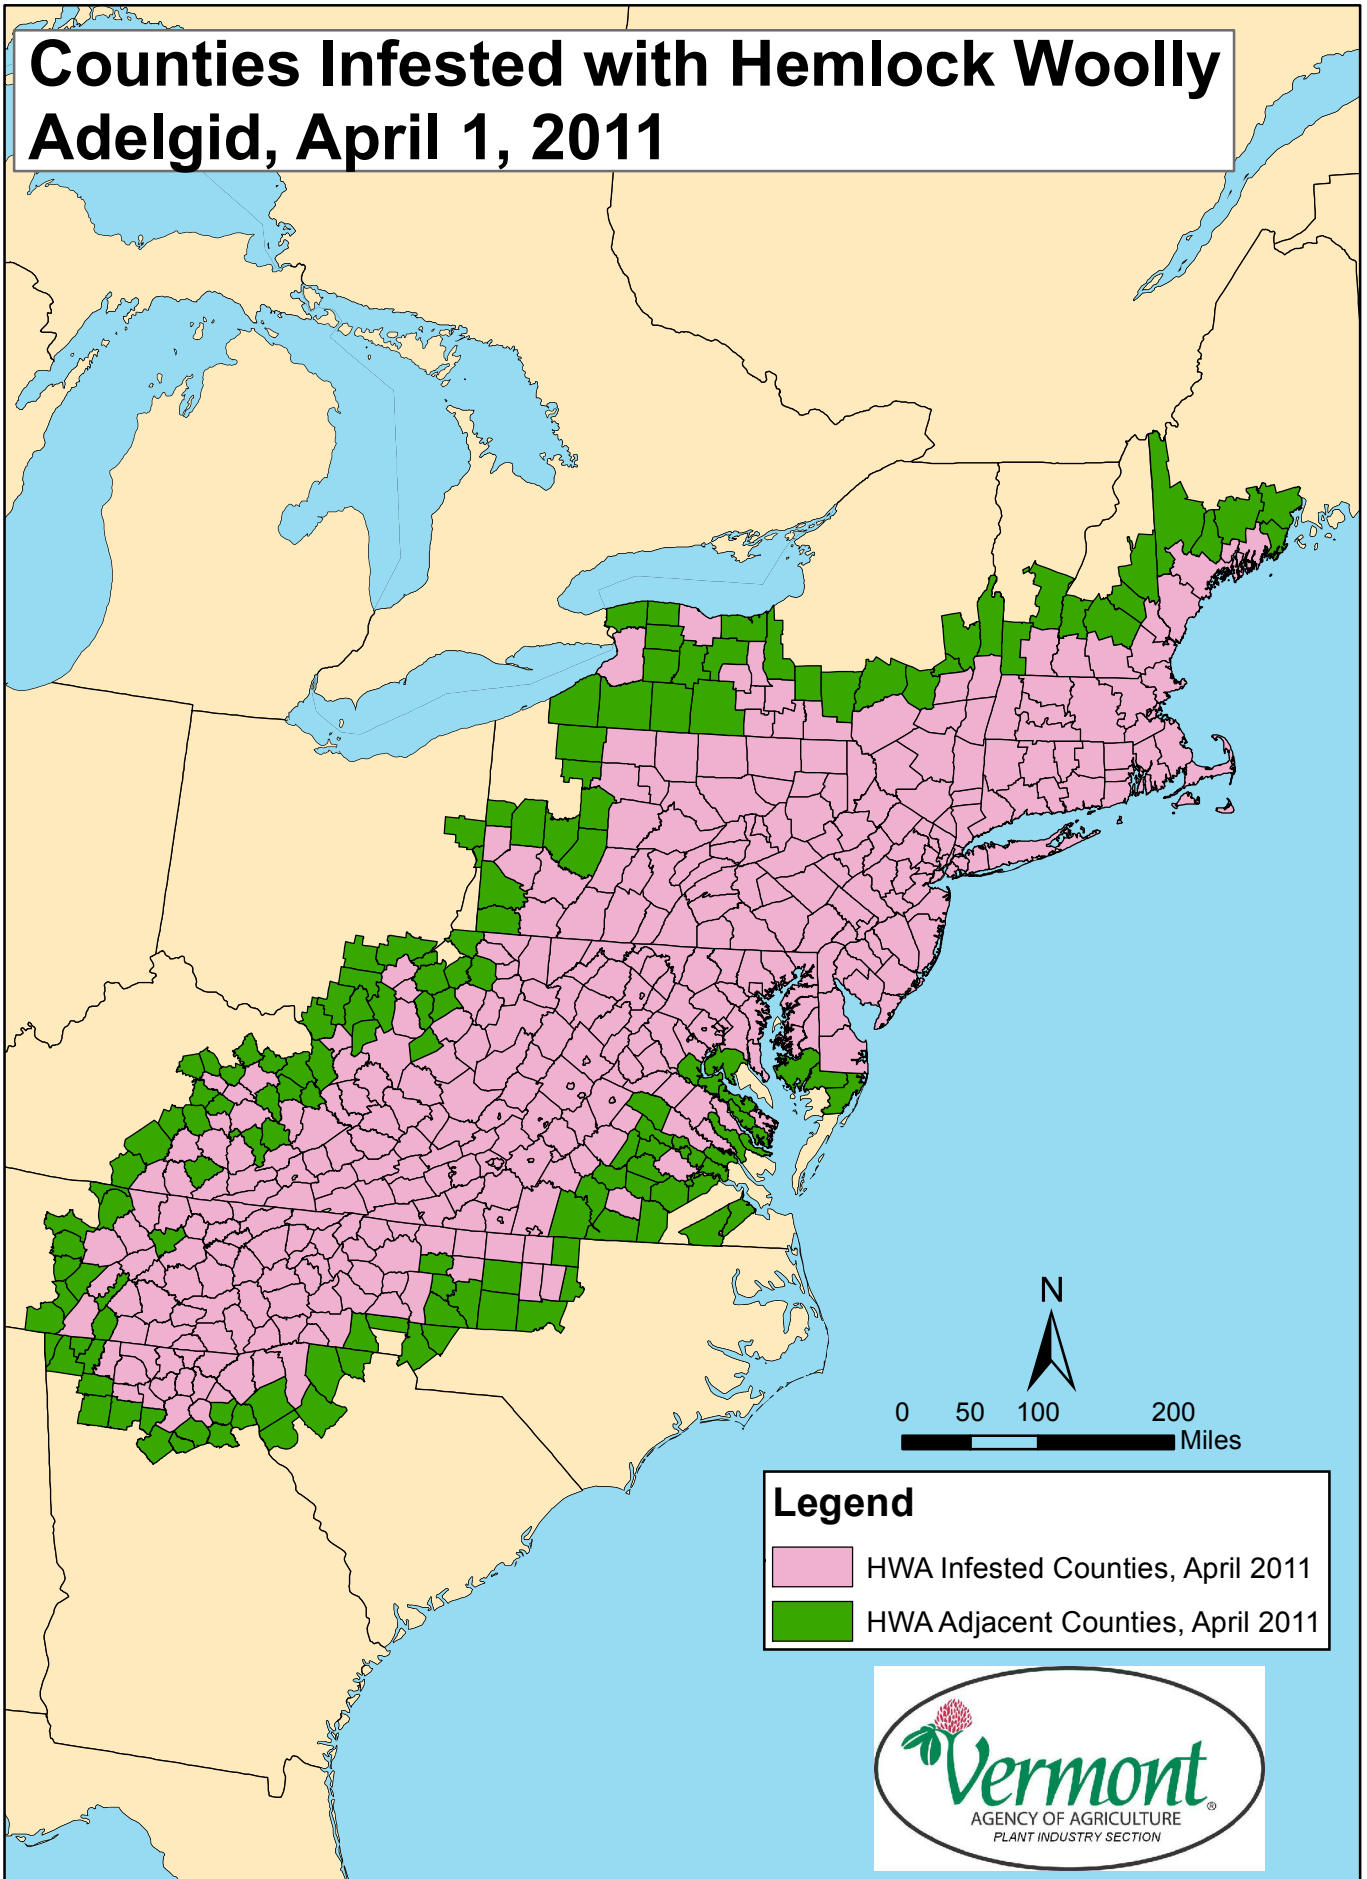 Counties Infested with Hemlock Woolly
Adelgid, April 1, 2011
N
0 50 100 200
Miles
Legend
HWA Infested Counties, April 2011
HWA Adjacent Counties, April 2011
Vermont®
AGENCY OF AGRICULTURE
PLANT INDUSTRY SECTION